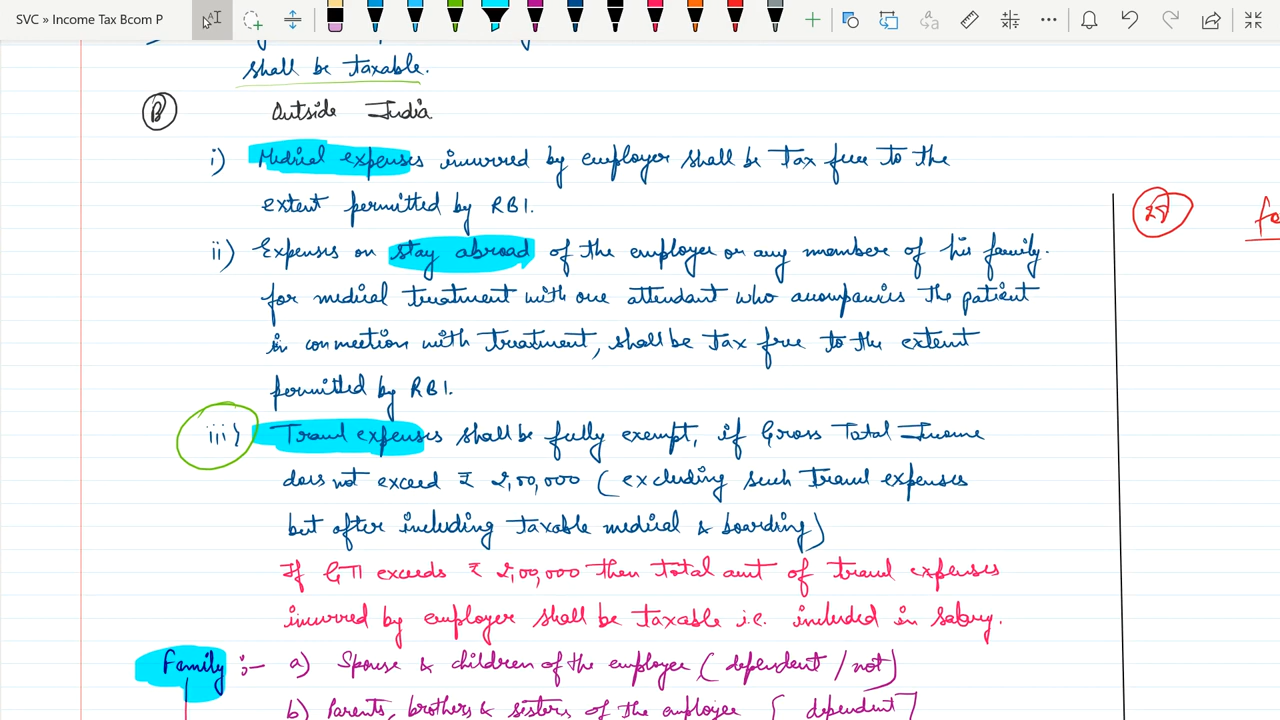 SVC » Income Tax Bcom P
shall be taxable.
B Outside India
i) Medical expenses incurred by employer shall be tax free to the
extent permitted by RBI.
28
ii) Expenses on stay abroad of the employer or any member of his family.
for medical treatment with one attendant who accompanies the patient
in connection with treatment, shall be tax free to the extent
permitted by RBI.
iii) Travel expenses shall be fully exempt, if Gross Total Income
does not exceed ₹ 2,00,000 (excluding such travel expenses
but after including taxable medical & boarding)
If GTI exceeds ₹ 2,00,000 then total amt of travel expenses
incurred by employer shall be taxable i.e. included in salary.
Family :- a) Spouse & children of the employee (dependent / not)
b) Parents, brothers & sisters of the employee [dependent]